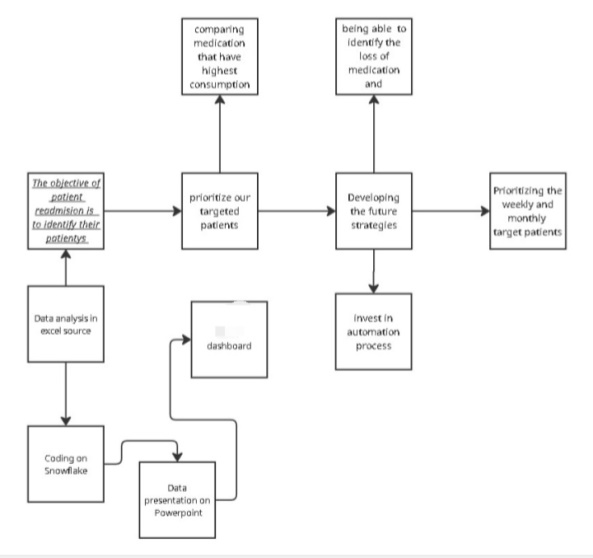 comparing
medication
that have
highest
consumption
being able to
identify the
loss of
medication
and
The objective of
patient
readmision is
to identify their
patientys
prioritize our
targeted
patients
Developing
the future
strategies
Prioritizing the
weekly and
monthly
target patients
Data analysis in
excel source
dashboard
invest in
automation
process
Coding on
Snowflake
Data
presentation on
Powerpoint